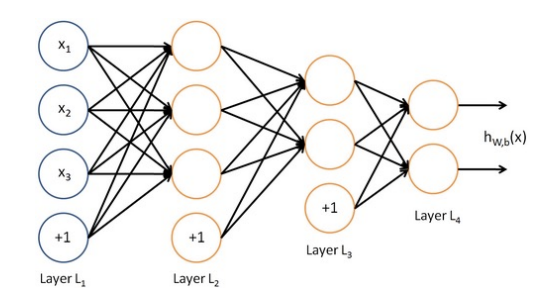 x₁
x₂
x₃
+1
Layer L₁
+1
Layer L₂
+1
Layer L₃
Layer L₄
h_W,b(x)